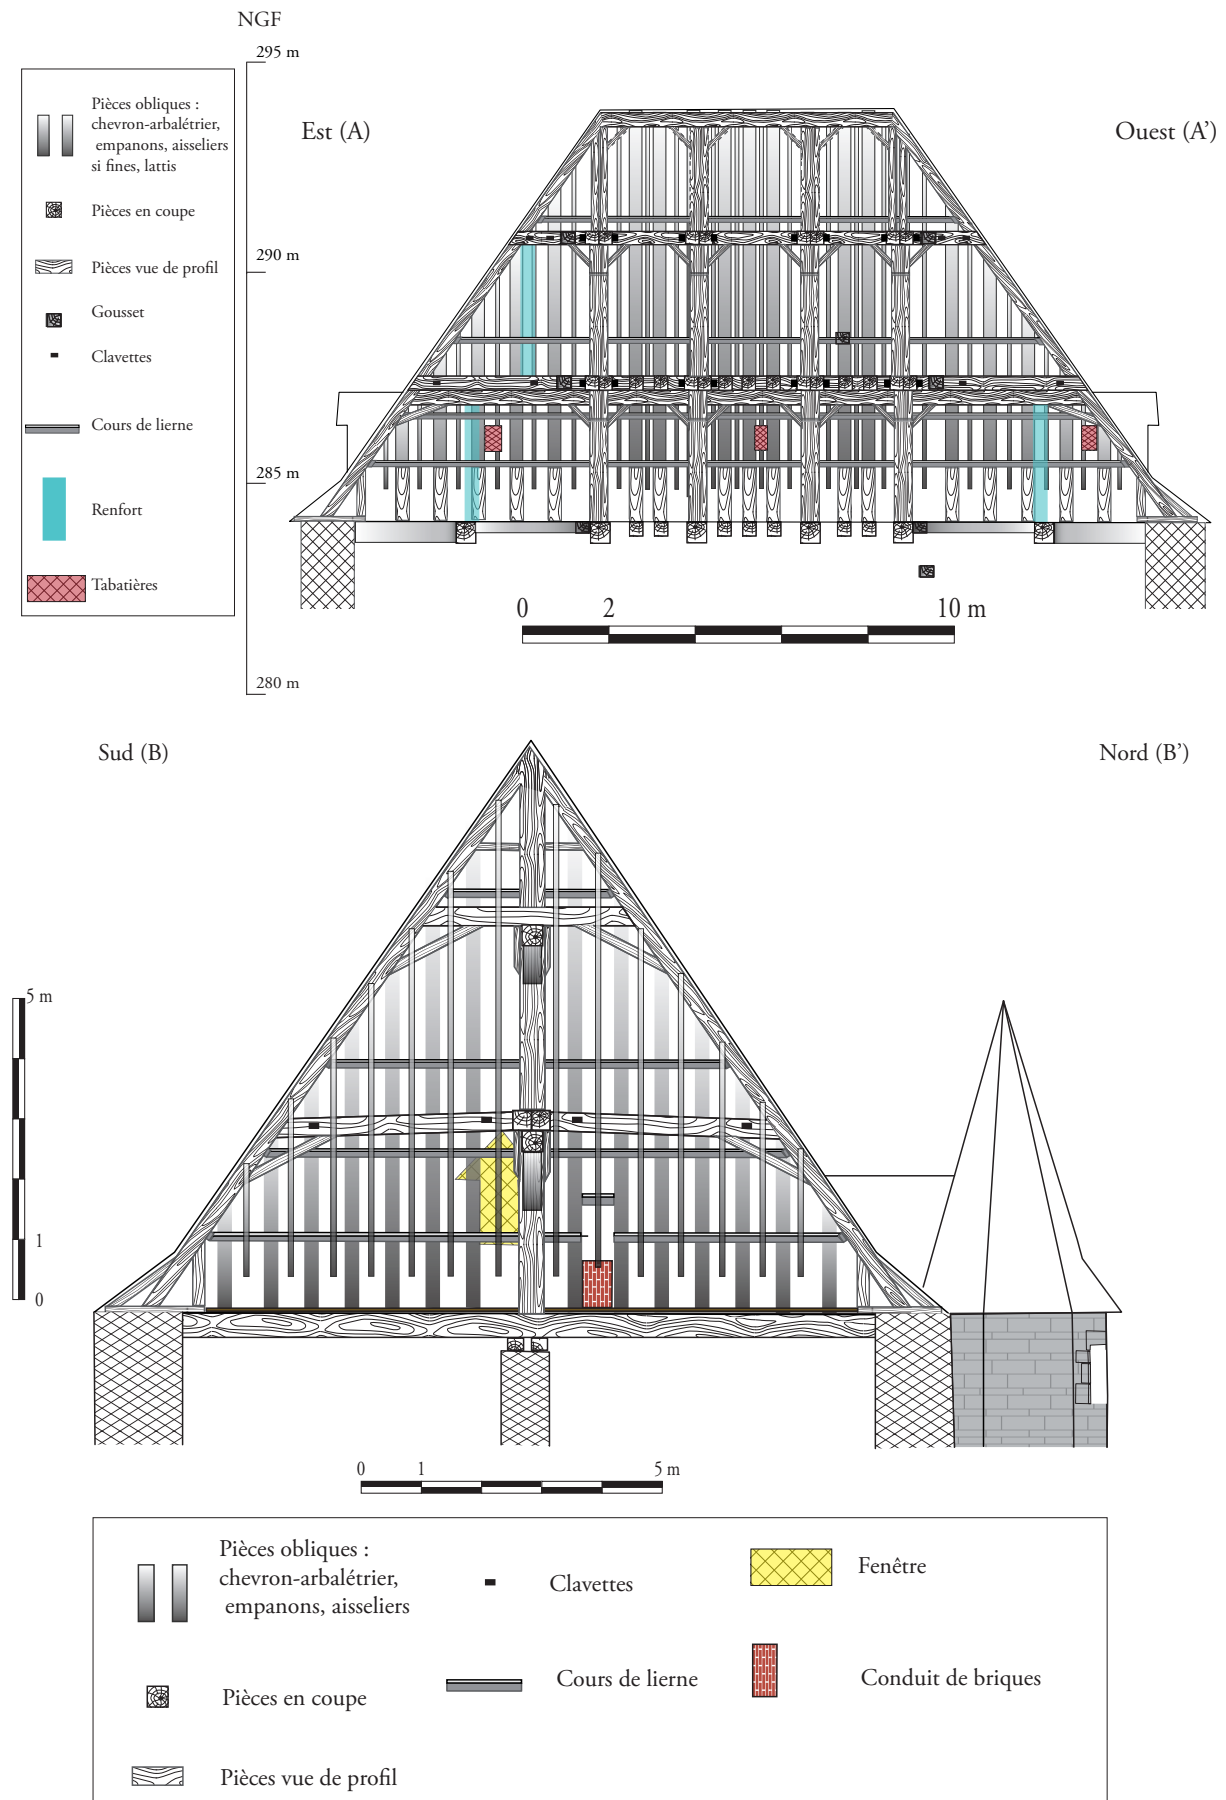 NGF
295 m
290 m
285 m
280 m
Pièces obliques :
chevron-arbalétrier,
empanons, aisseliers
si fines, lattis
Pièces en coupe
Pièces vue de profil
Gousset
Clavettes
Cours de lierne
Renfort
Tabatières
Est (A)
Ouest (A')
0 2 10 m
Sud (B)
Nord (B')
5 m
1
0
0 1 5 m
Pièces obliques :
chevron-arbalétrier,
empanons, aisseliers
Pièces en coupe
Pièces vue de profil
Clavettes
Cours de lierne
Fenêtre
Conduit de briques